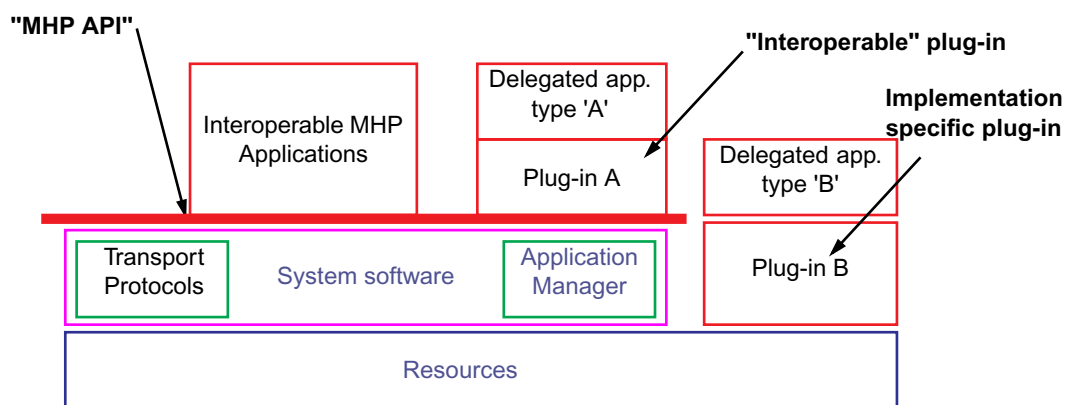 "MHP API"
"Interoperable" plug-in
Implementation
specific plug-in
Interoperable MHP
Applications
Delegated app.
type 'A'
Plug-in A
Delegated app.
type 'B'
Plug-in B
Transport
Protocols
System software
Application
Manager
Resources